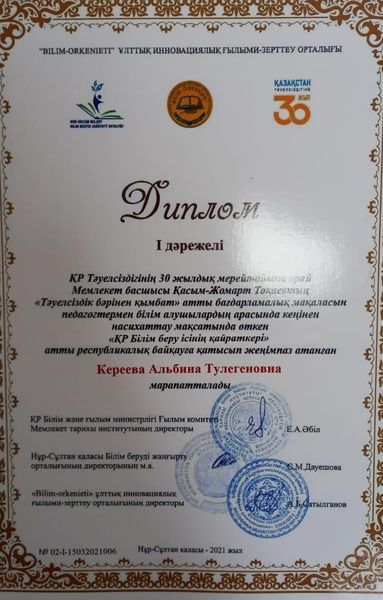 "BILIM-ORKENIETI" ҰЛТТЫҚ ИННОВАЦИЯЛЫҚ ҒЫЛЫМИ-ЗЕРТТЕУ ОРТАЛЫҒЫ
ҚАЗАҚСТАН
ТӘУЕЛСІЗДІГІНЕ
30 ЖЫЛ
Диплом
I дәрежелі
ҚР Тәуелсіздігінің 30 жылдық мерейтойына орай
Мемлекет басшысы Қасым-Жомарт Тоқаевтың
«Тәуелсіздік бәрінен қымбат» атты бағдарламалық мақаласын
педагогтермен білім алушылардың арасында кеңінен
насихаттау мақсатында өткен
«ҚР Білім беру ісінің қайраткері»
атты республикалық байқауға қатысып жеңімпаз атанған
Кереева Альбина Тулегеновна
марапатталады
ҚР Білім және ғылым министрлігі Ғылым комитеті
Мемлекет тарихы институтының директоры
Е.А.Әбіл
Нұр-Сұлтан қаласы Білім беруді жаңғырту
орталығының директорының м.а.
С.М.Дауешова
«Bilim-orkenieti» ұлттық инновациялық
ғылыми-зерттеу орталығының директоры
А.Б.Сатылганов
№ 02-I-15032021006
Нұр-Сұлтан қаласы - 2021 жыл